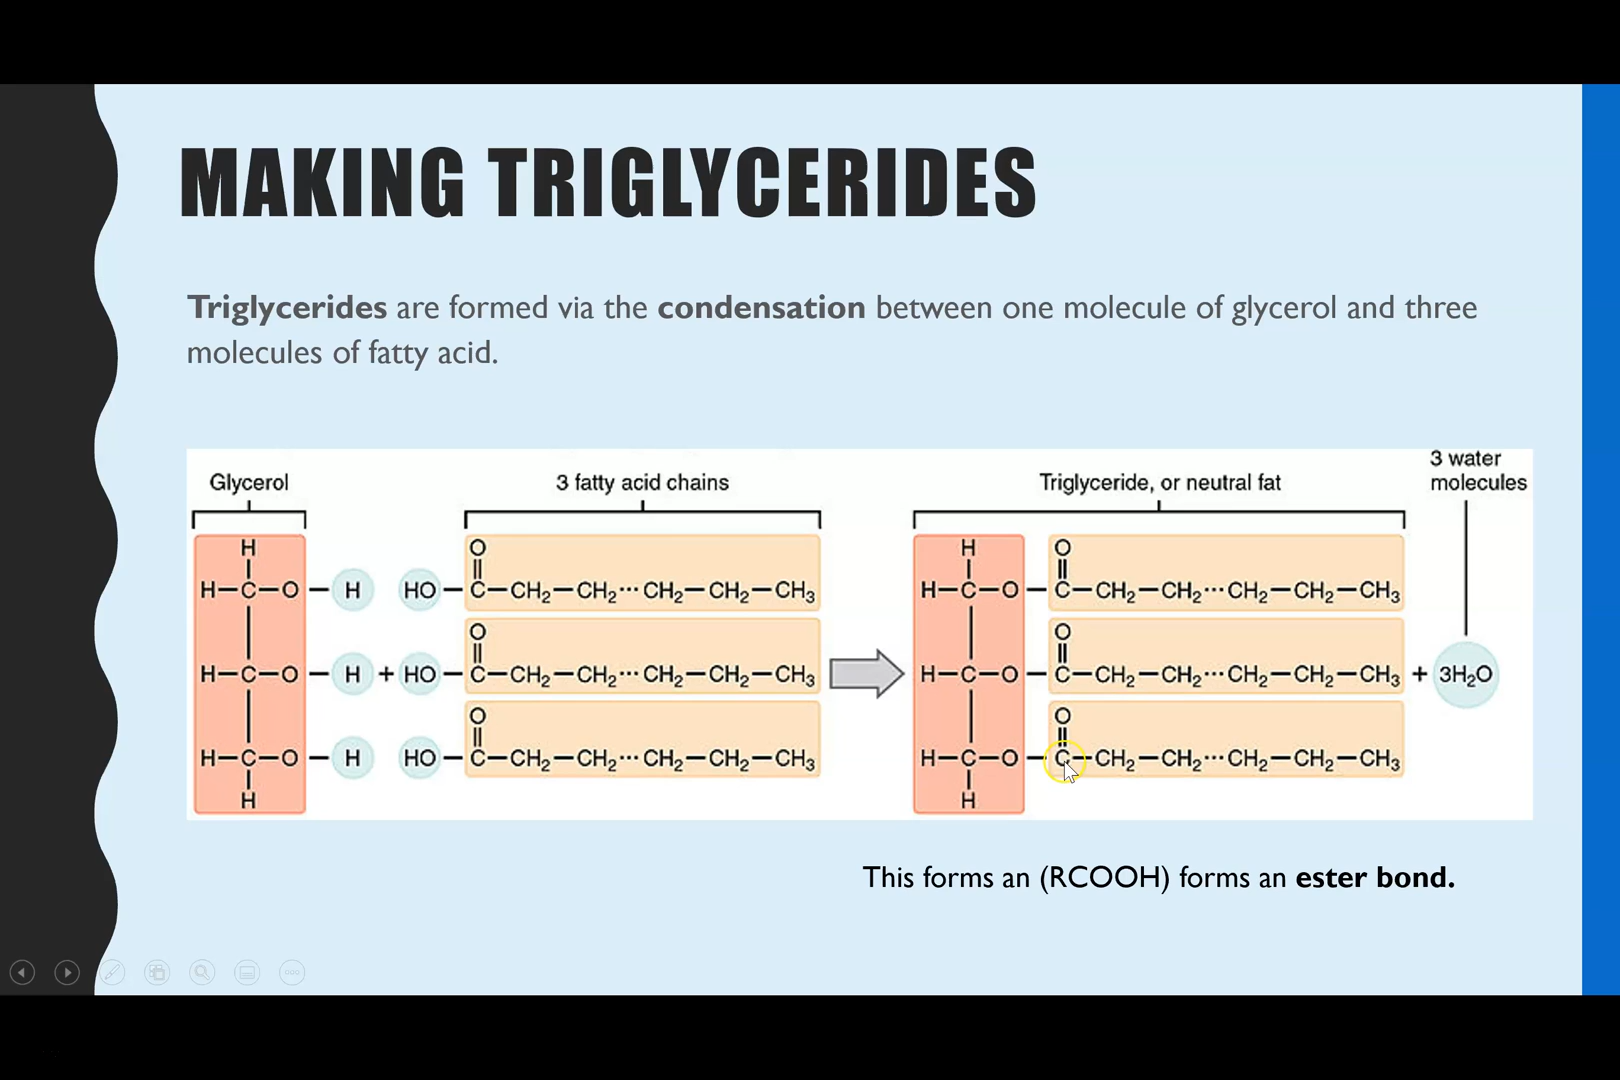 MAKING TRIGLYCERIDES
Triglycerides are formed via the condensation between one molecule of glycerol and three
molecules of fatty acid.
Glycerol
3 fatty acid chains
Triglyceride, or neutral fat
3 water
molecules
H O H O
H—C—O—H HO—C—CH₂—CH₂···CH₂—CH₂—CH₃ H—C—O—C—CH₂—CH₂···CH₂—CH₂—CH₃
O O
H—C—O—H + HO—C—CH₂—CH₂···CH₂—CH₂—CH₃ H—C—O—C—CH₂—CH₂···CH₂—CH₂—CH₃ + 3H₂O
O O
H—C—O—H HO—C—CH₂—CH₂···CH₂—CH₂—CH₃ H—C—O—C—CH₂—CH₂···CH₂—CH₂—CH₃
H H
This forms an (RCOOH) forms an ester bond.